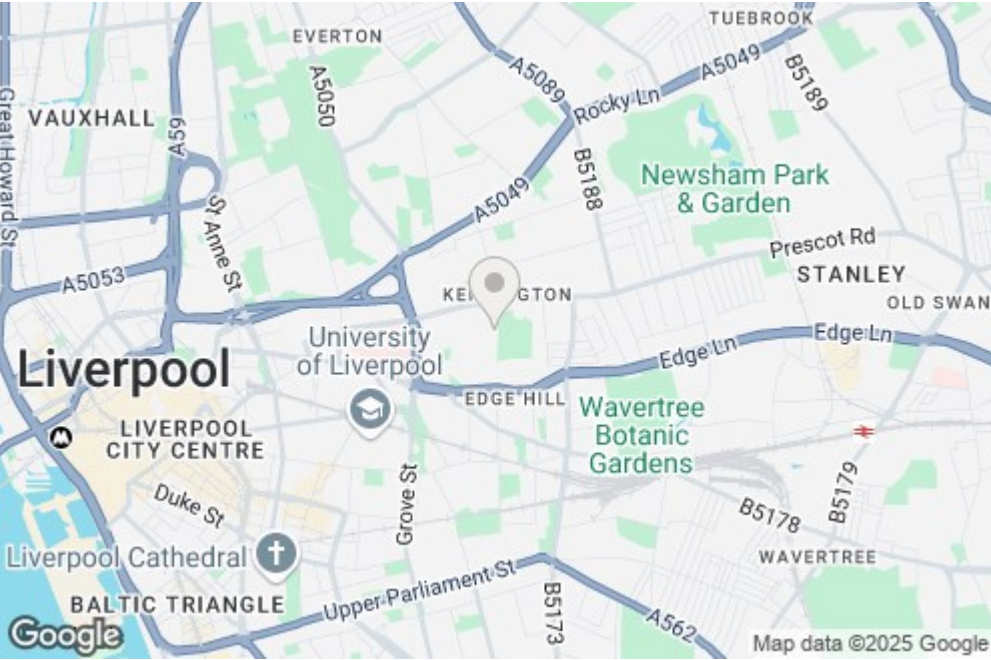 TUEBROOK
EVERTON
A5050
A5089
A5049
B5189
Great Howard St
VAUXHALL
A59
Rocky Ln
B5188
Newsham Park
& Garden
A5049
St Anne St
Prescot Rd
STANLEY
A5053
OLD SWAN
University
of Liverpool
Edge Ln
Edge Ln
Liverpool
EDGE HILL
Wavertree
Botanic
Gardens
LIVERPOOL
CITY CENTRE
Duke St
Grove St
B5179
B5178
Liverpool Cathedral
WAVERTREE
Upper Parliament St
BALTIC TRIANGLE
B5173
A562
Google
Map data ©2025 Google